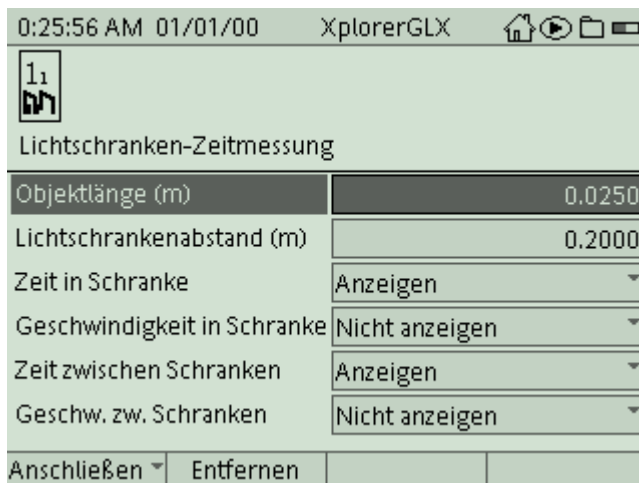 0:25:56 AM 01/01/00 XplorerGLX
1₁
Lichtschranken-Zeitmessung
Objektlänge (m) 0.0250
Lichtschrankenabstand (m) 0.2000
Zeit in Schranke Anzeigen
Geschwindigkeit in Schranke Nicht anzeigen
Zeit zwischen Schranken Anzeigen
Geschw. zw. Schranken Nicht anzeigen
Anschließen Entfernen